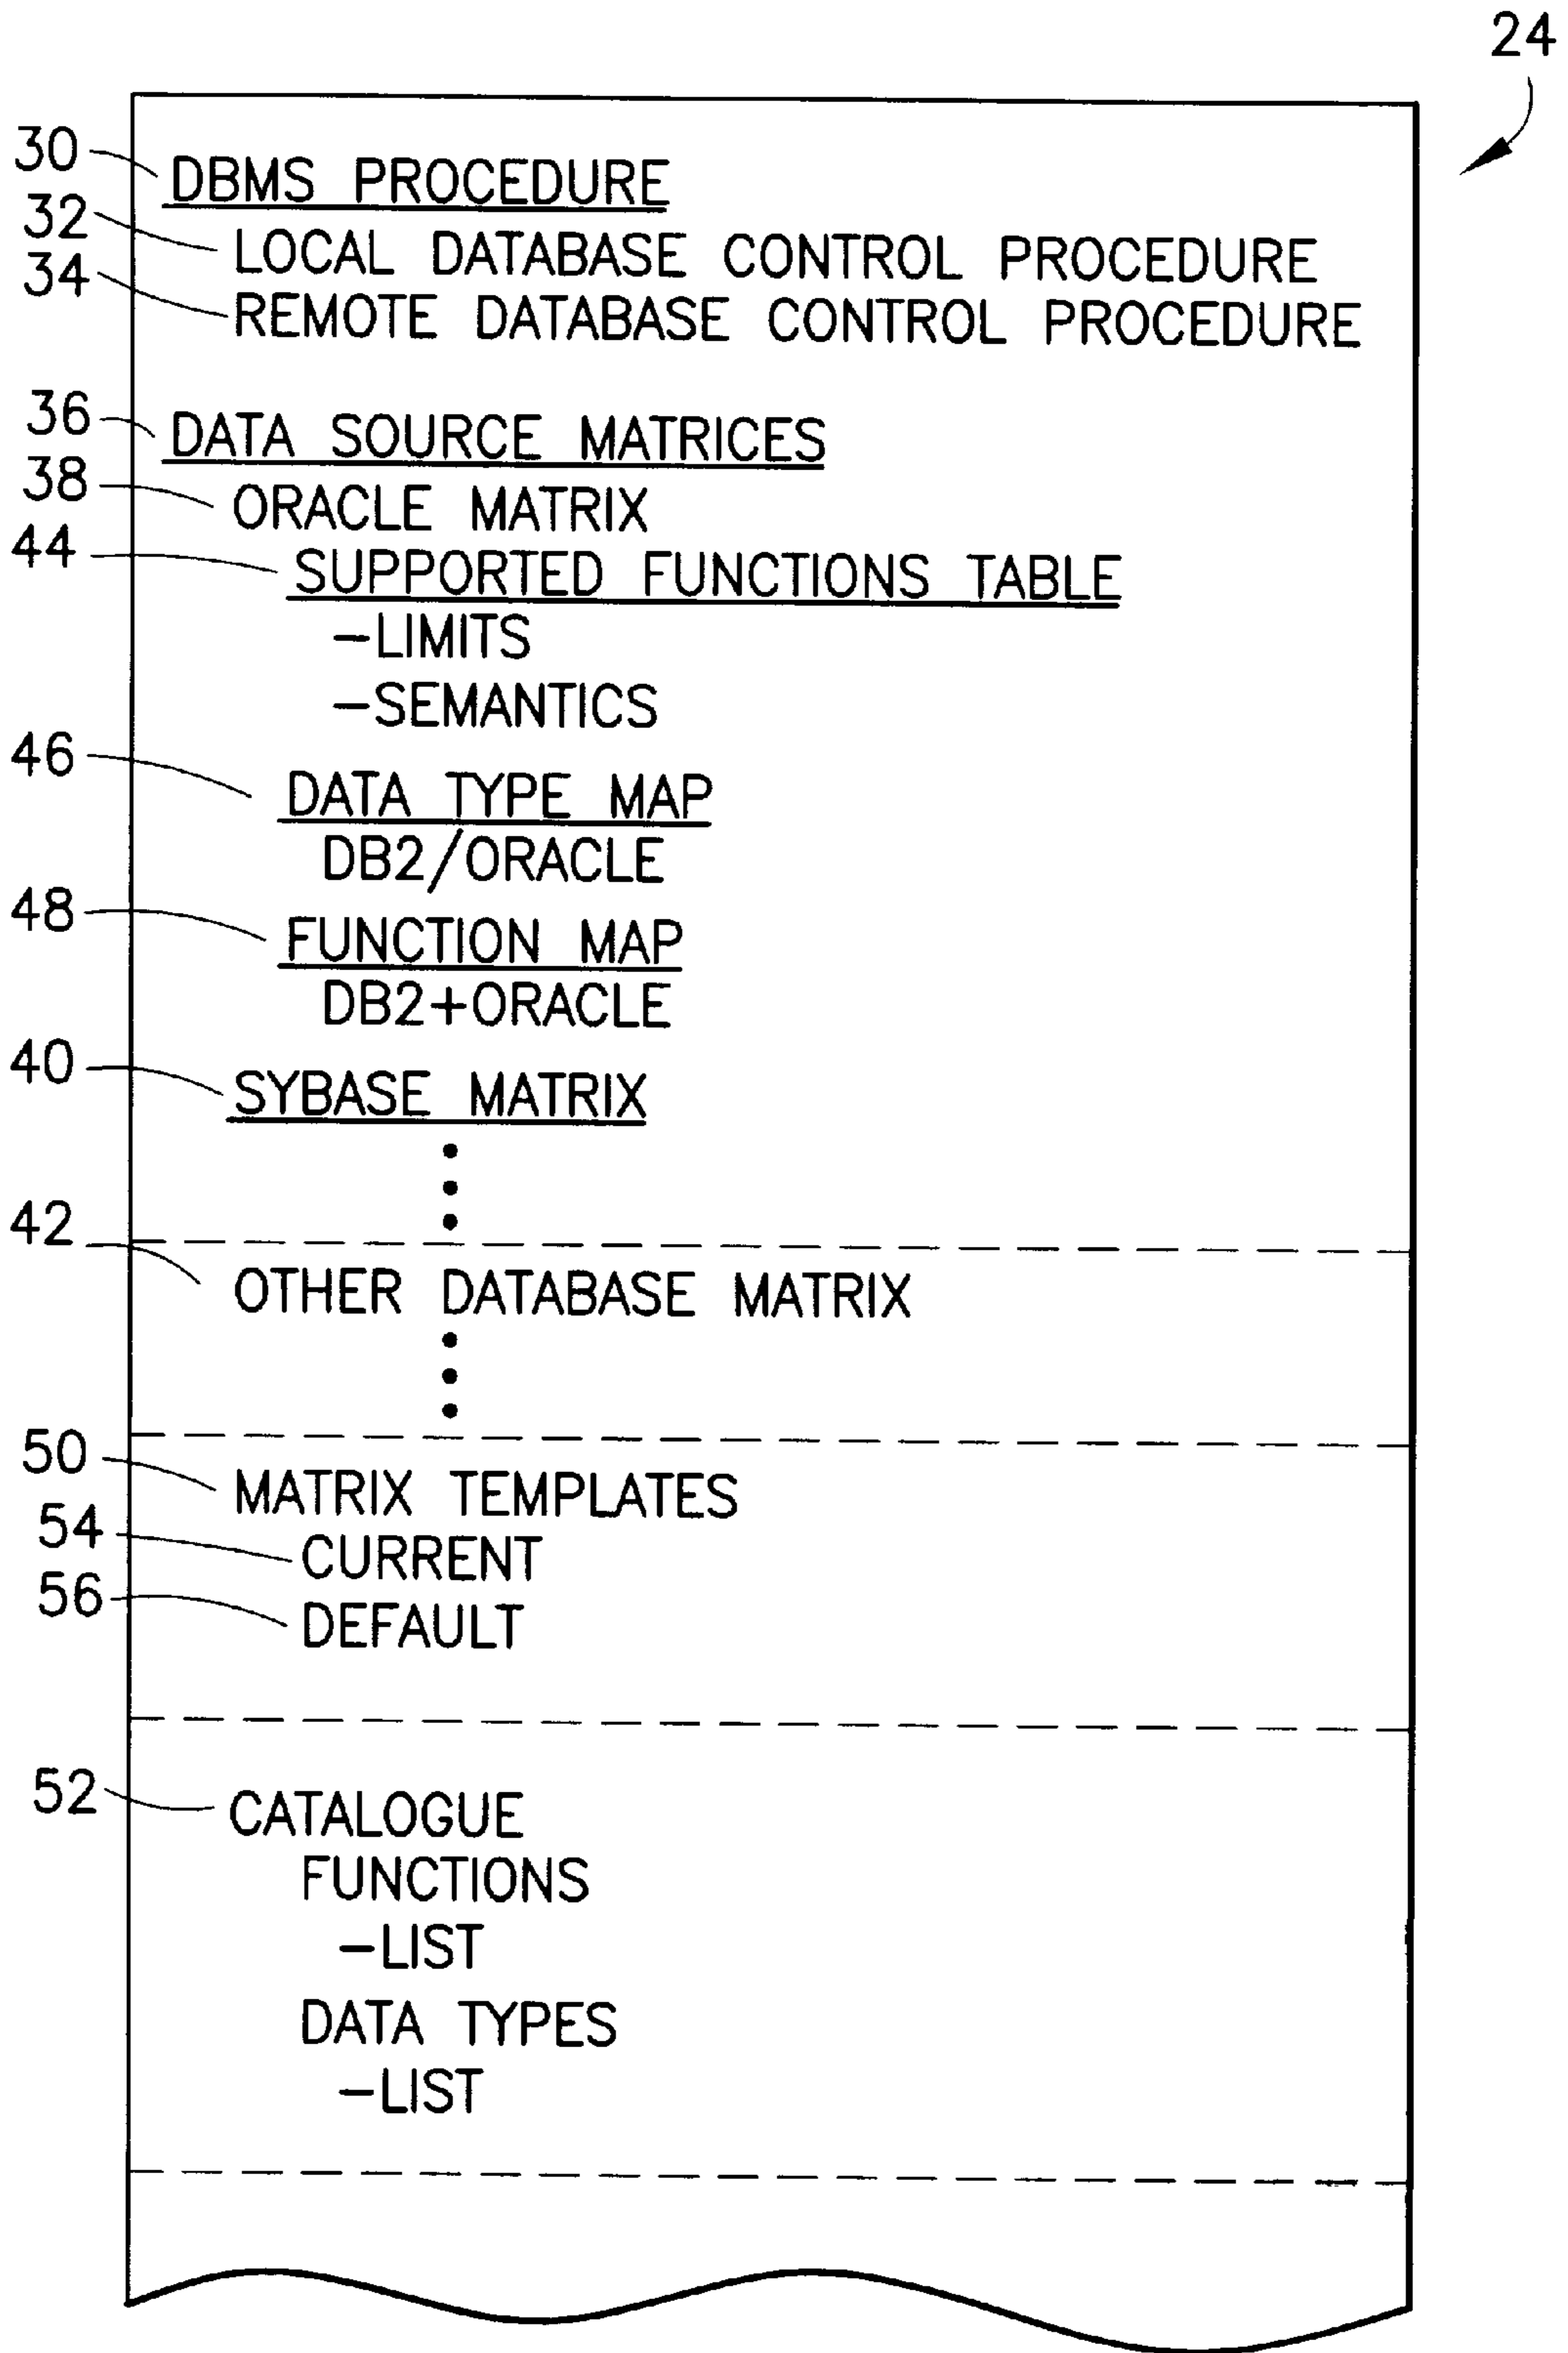 24
30 DBMS PROCEDURE
32 LOCAL DATABASE CONTROL PROCEDURE
34 REMOTE DATABASE CONTROL PROCEDURE
36 DATA SOURCE MATRICES
38 ORACLE MATRIX
44 SUPPORTED FUNCTIONS TABLE
-LIMITS
-SEMANTICS
46 DATA TYPE MAP
DB2/ORACLE
48 FUNCTION MAP
DB2+ORACLE
40 SYBASE MATRIX
42 OTHER DATABASE MATRIX
50 MATRIX TEMPLATES
54 CURRENT
56 DEFAULT
52 CATALOGUE
FUNCTIONS
-LIST
DATA TYPES
-LIST